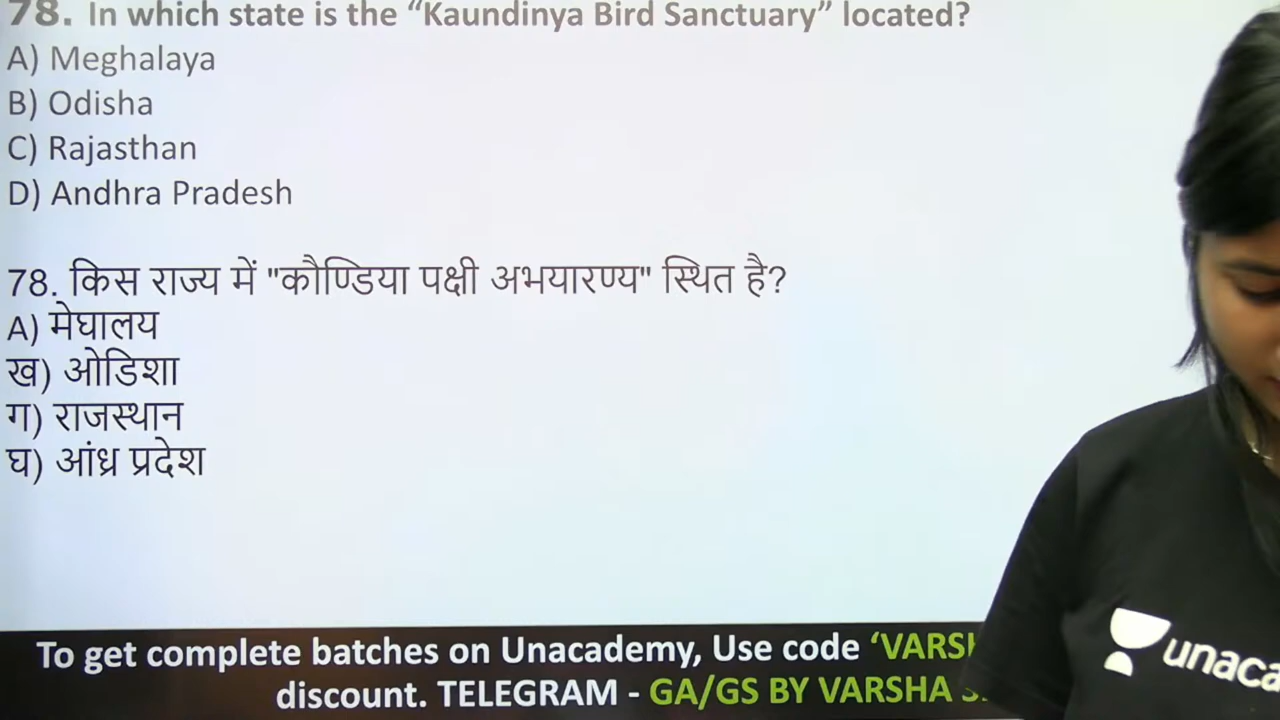 78. In which state is the “Kaundinya Bird Sanctuary” located?
A) Meghalaya
B) Odisha
C) Rajasthan
D) Andhra Pradesh
78. किस राज्य में "कौण्डिया पक्षी अभयारण्य" स्थित है?
A) मेघालय
ख) ओडिशा
ग) राजस्थान
घ) आंध्र प्रदेश
To get complete batches on Unacademy, Use code
discount. TELEGRAM - GA/GS BY VARSHA